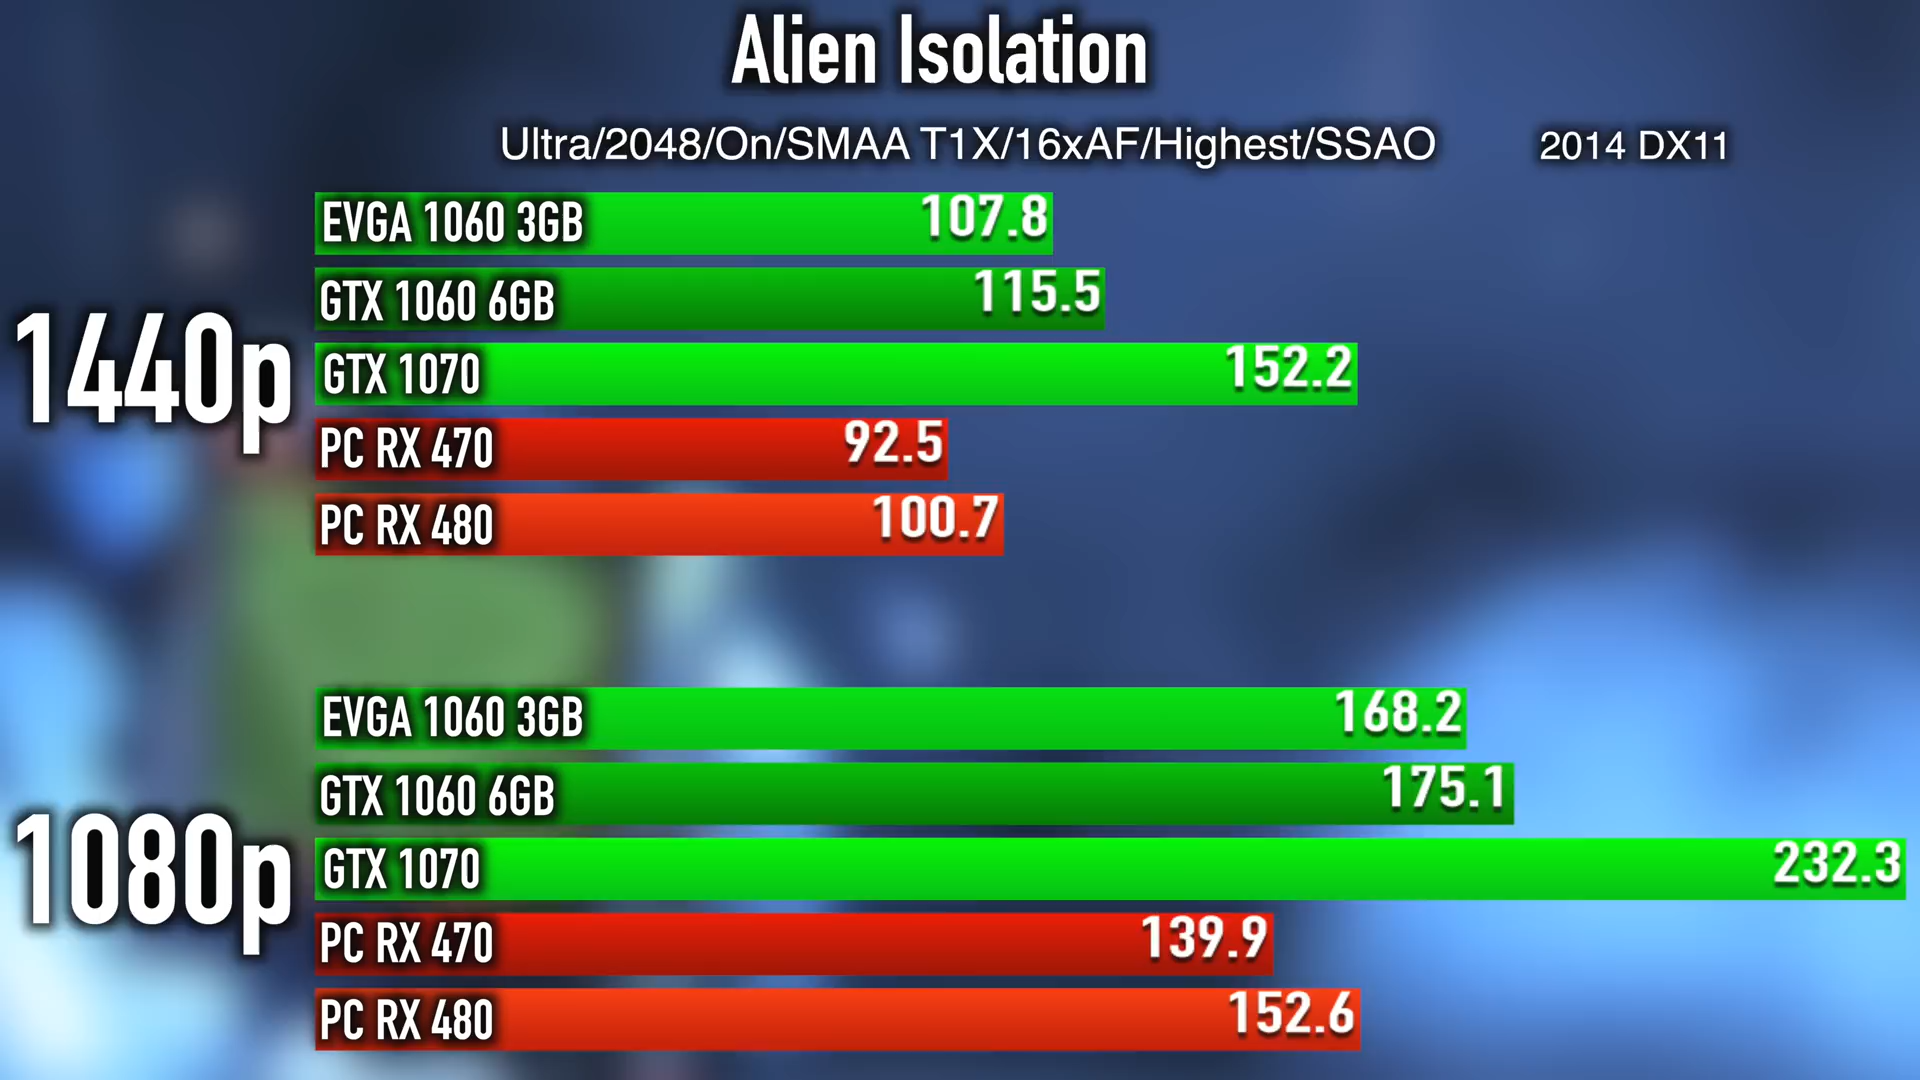 Alien Isolation
Ultra/2048/On/SMAA T1X/16xAF/Highest/SSAO 2014 DX11
1440p
EVGA 1060 3GB 107.8
GTX 1060 6GB 115.5
GTX 1070 152.2
PC RX 470 92.5
PC RX 480 100.7
1080p
EVGA 1060 3GB 168.2
GTX 1060 6GB 175.1
GTX 1070 232.3
PC RX 470 139.9
PC RX 480 152.6